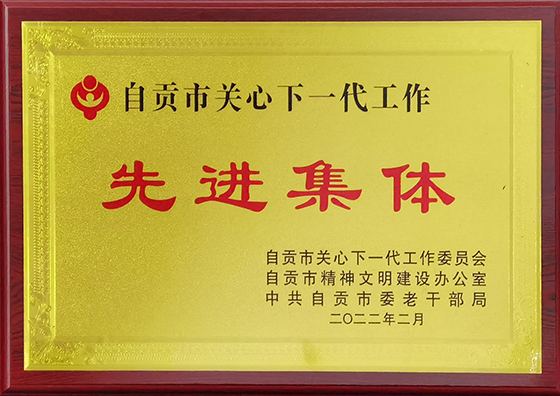 自贡市关心下一代工作
先进集体
自贡市关心下一代工作委员会
自贡市精神文明建设办公室
中共自贡市委老干部局
二〇二二年二月